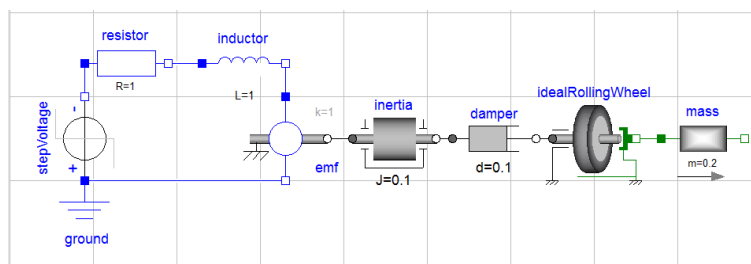 resistor
R=1
inductor
L=1
-
stepVoltage
+
ground
k=1
emf
inertia
J=0.1
damper
d=0.1
idealRollingWheel
mass
m=0.2